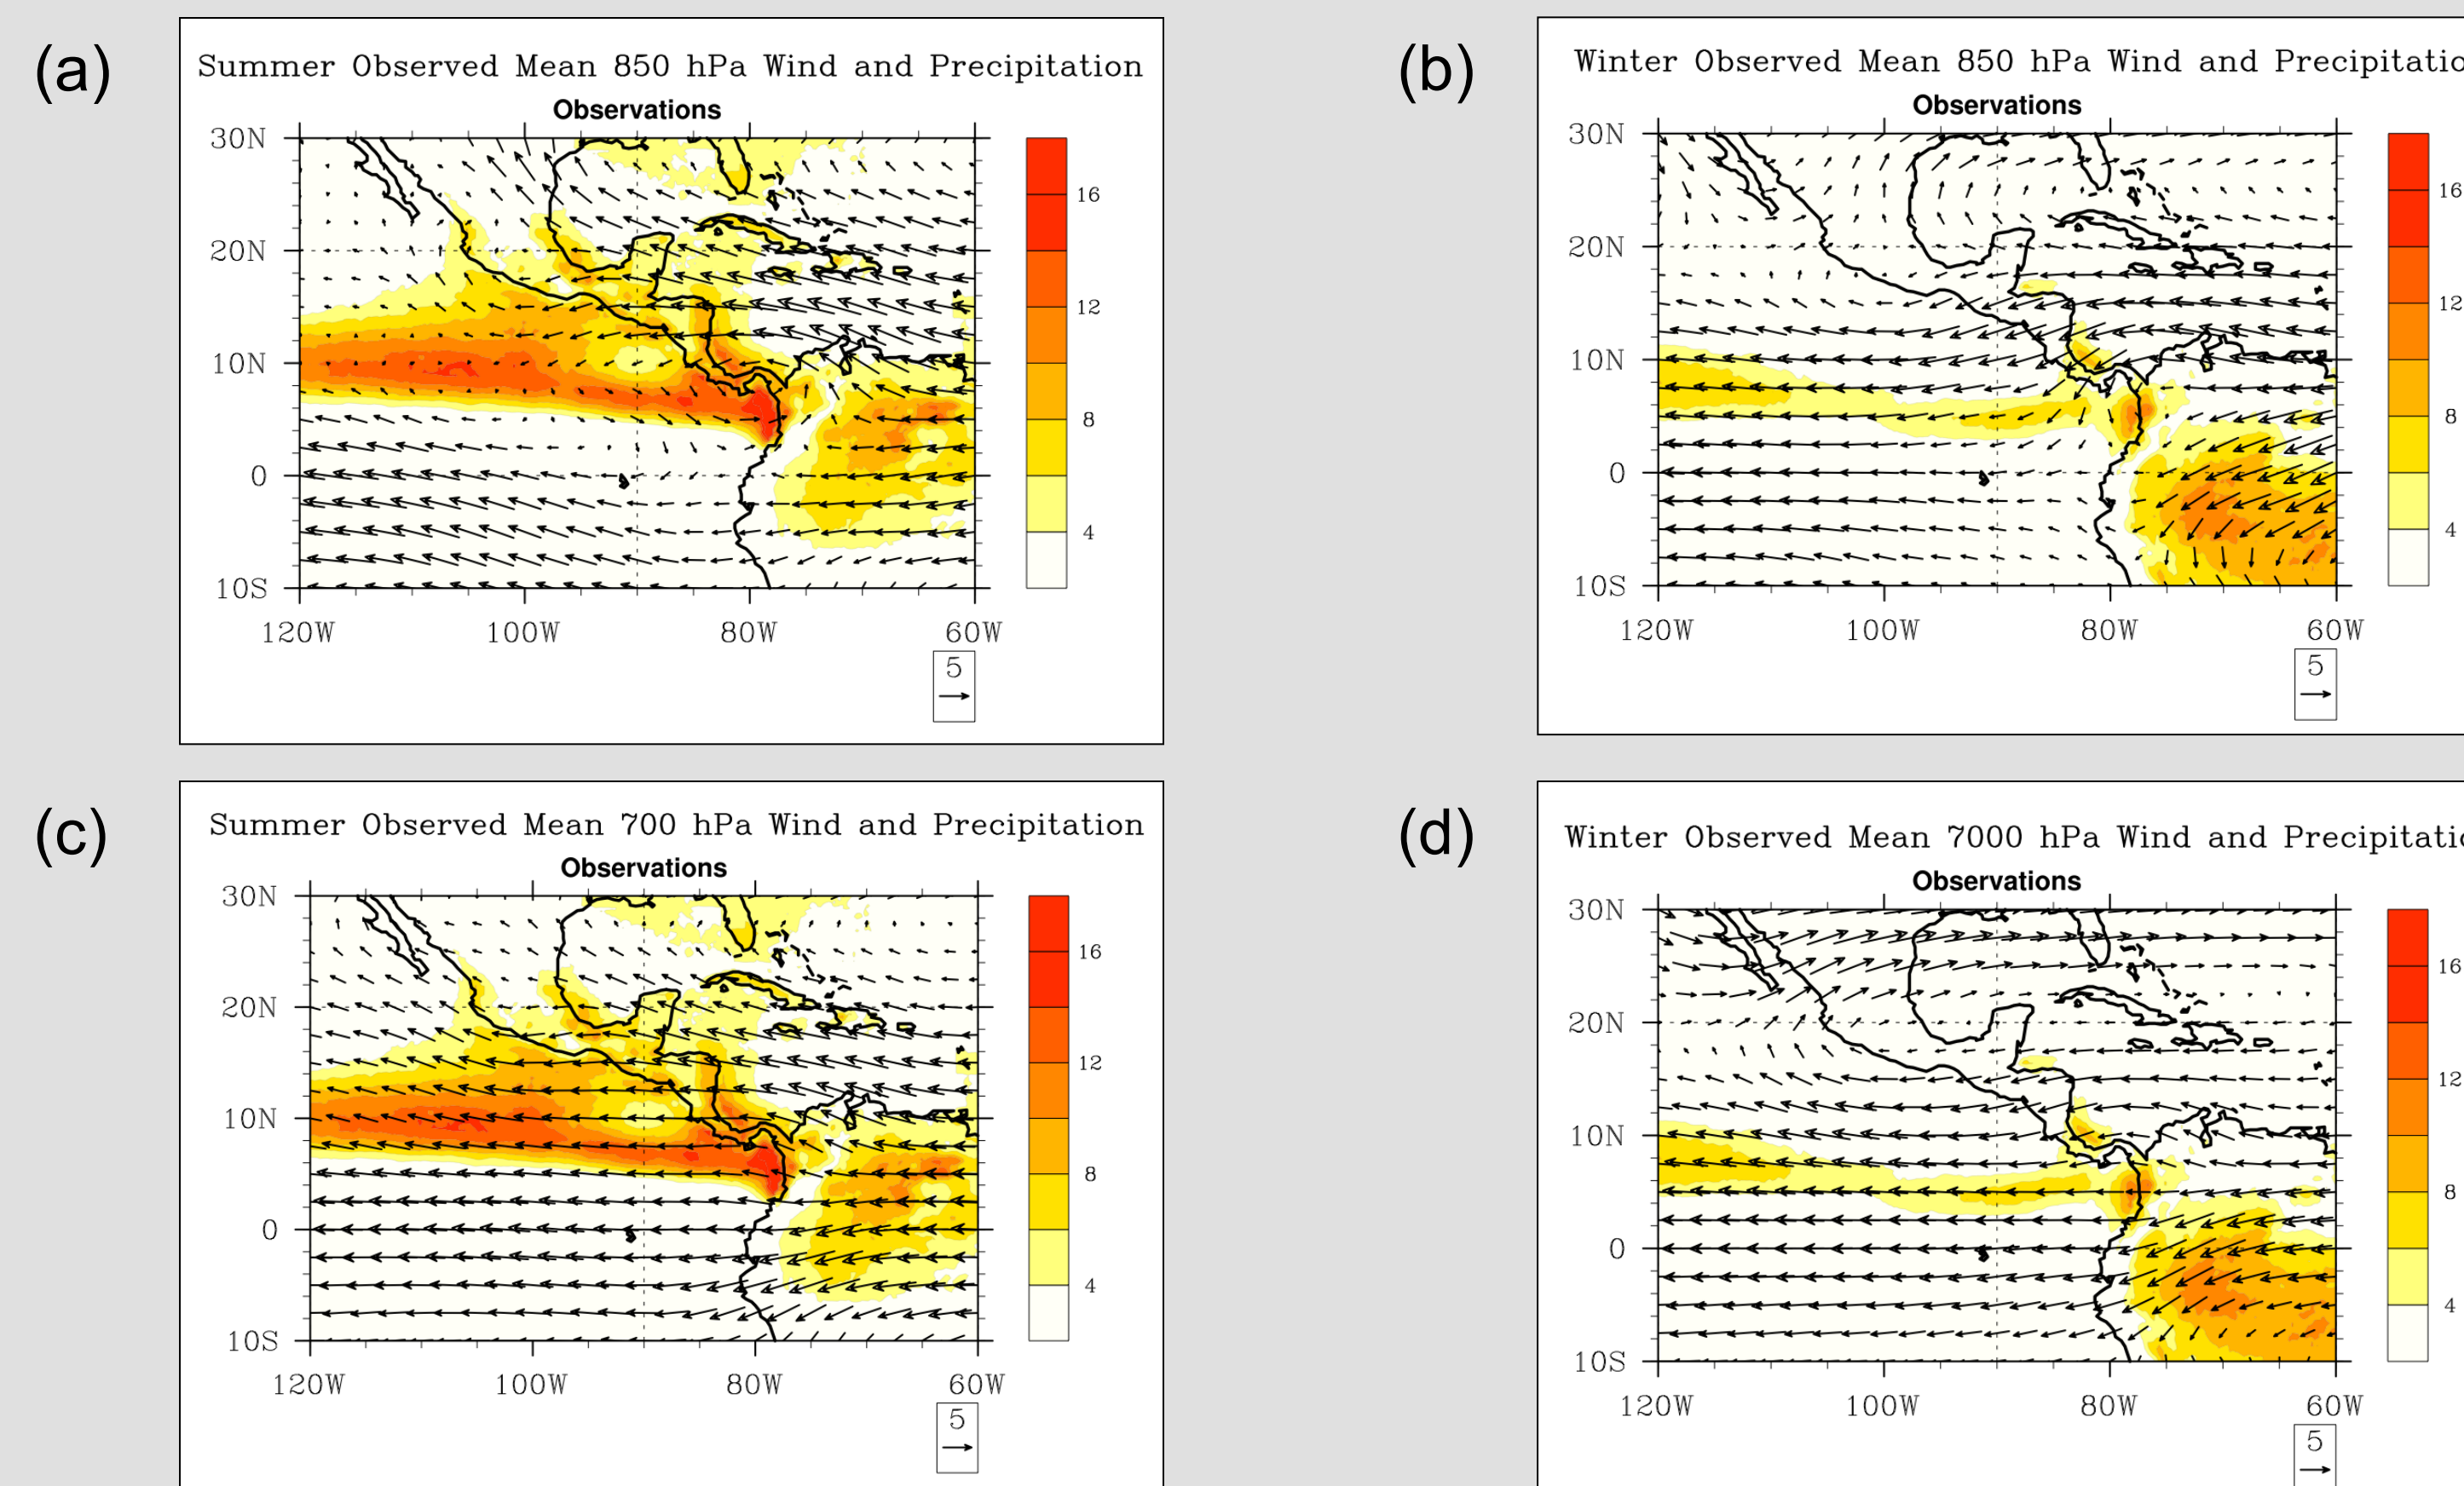 (a)
Summer Observed Mean 850 hPa Wind and Precipitation
Observations
30N
20N
10N
0
10S
120W 100W 80W 60W
16
12
8
4
5
(b)
Winter Observed Mean 850 hPa Wind and Precipitatio
Observations
30N
20N
10N
0
10S
120W 100W 80W 60W
16
12
8
4
5
(c)
Summer Observed Mean 700 hPa Wind and Precipitation
Observations
30N
20N
10N
0
10S
120W 100W 80W 60W
16
12
8
4
5
(d)
Winter Observed Mean 7000 hPa Wind and Precipitati
Observations
30N
20N
10N
0
10S
120W 100W 80W 60W
16
12
8
4
5